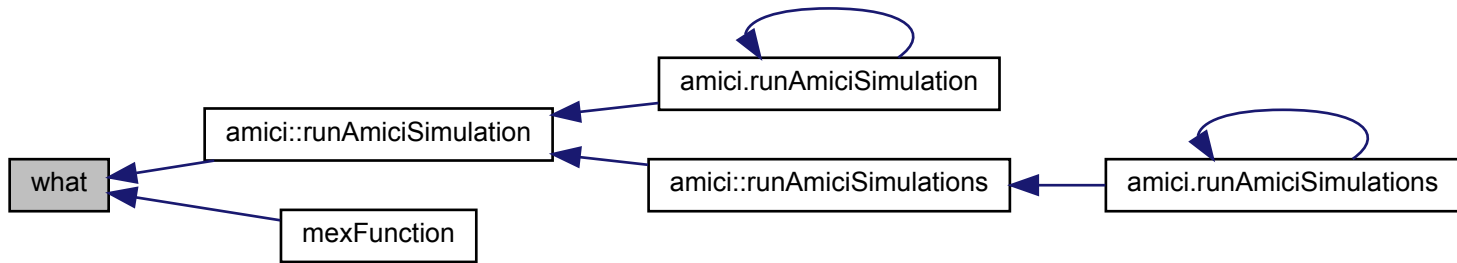 what
amici::runAmiciSimulation
mexFunction
amici.runAmiciSimulation
amici::runAmiciSimulations
amici.runAmiciSimulations